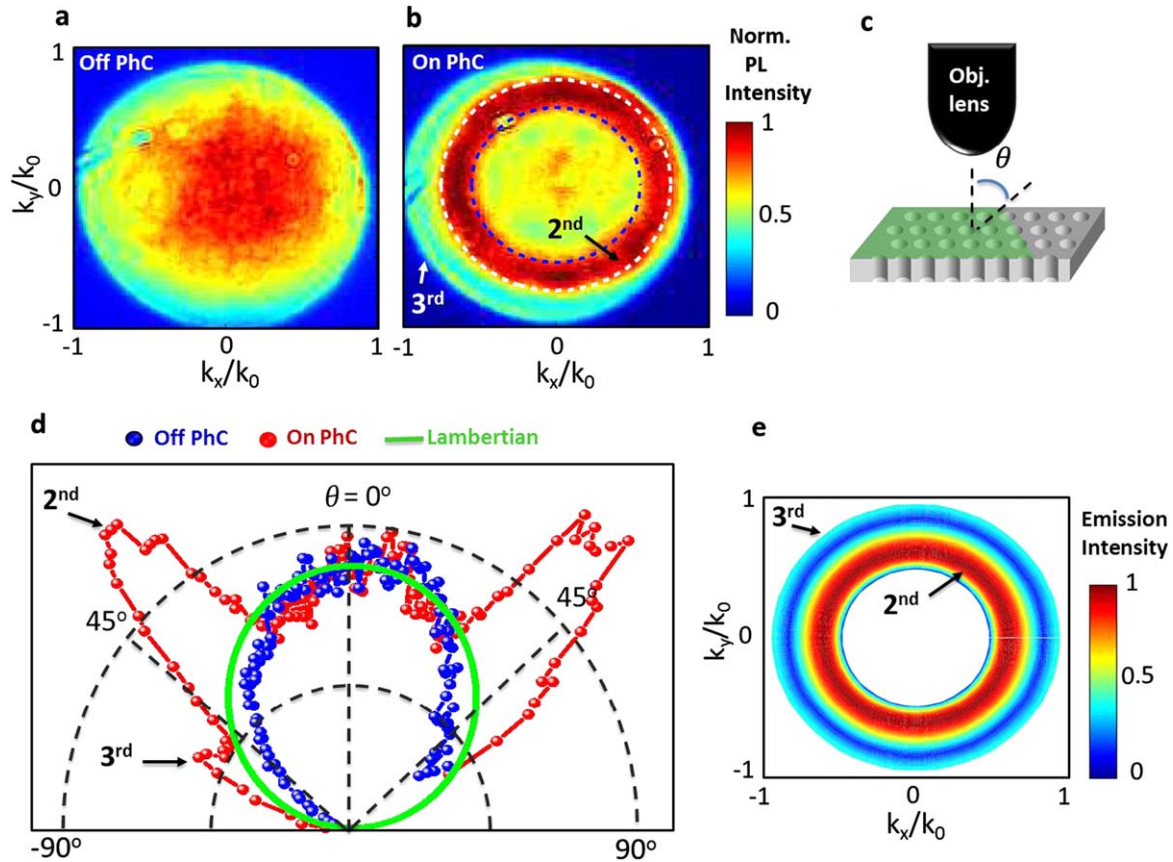 a
Off PhC
1
0
-1
k_y/k_0
-1 0 1
k_x/k_0
b
On PhC
2nd
3rd
-1 0 1
k_x/k_0
Norm.
PL
Intensity
1
0.5
0
c
Obj.
lens
θ
d
Off PhC On PhC Lambertian
2nd
θ = 0°
45° 45°
3rd
-90° 90°
e
1
0
-1
k_y/k_0
3rd
2nd
-1 0 1
k_x/k_0
Emission
Intensity
1
0.5
0